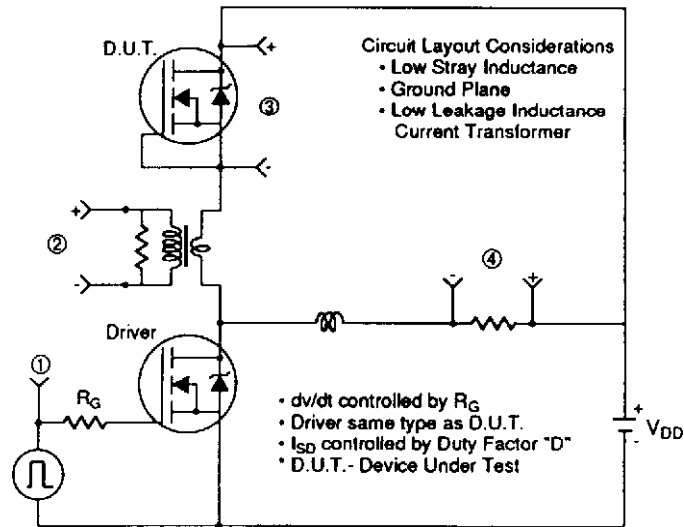 D.U.T.
+
Circuit Layout Considerations
• Low Stray Inductance
• Ground Plane
• Low Leakage Inductance
Current Transformer
③
-
+
②
-
④
-
+
Driver
①
RG
• dv/dt controlled by RG
• Driver same type as D.U.T.
• ISD controlled by Duty Factor "D"
• D.U.T.- Device Under Test
+
VDD
-